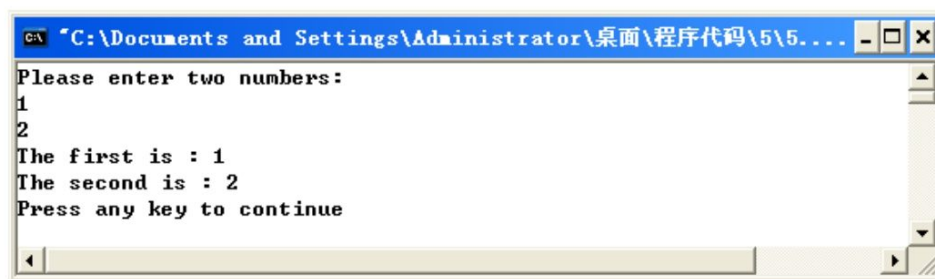 "C:\Documents and Settings\Administrator\桌面\程序代码\5\5....
Please enter two numbers:
1
2
The first is : 1
The second is : 2
Press any key to continue